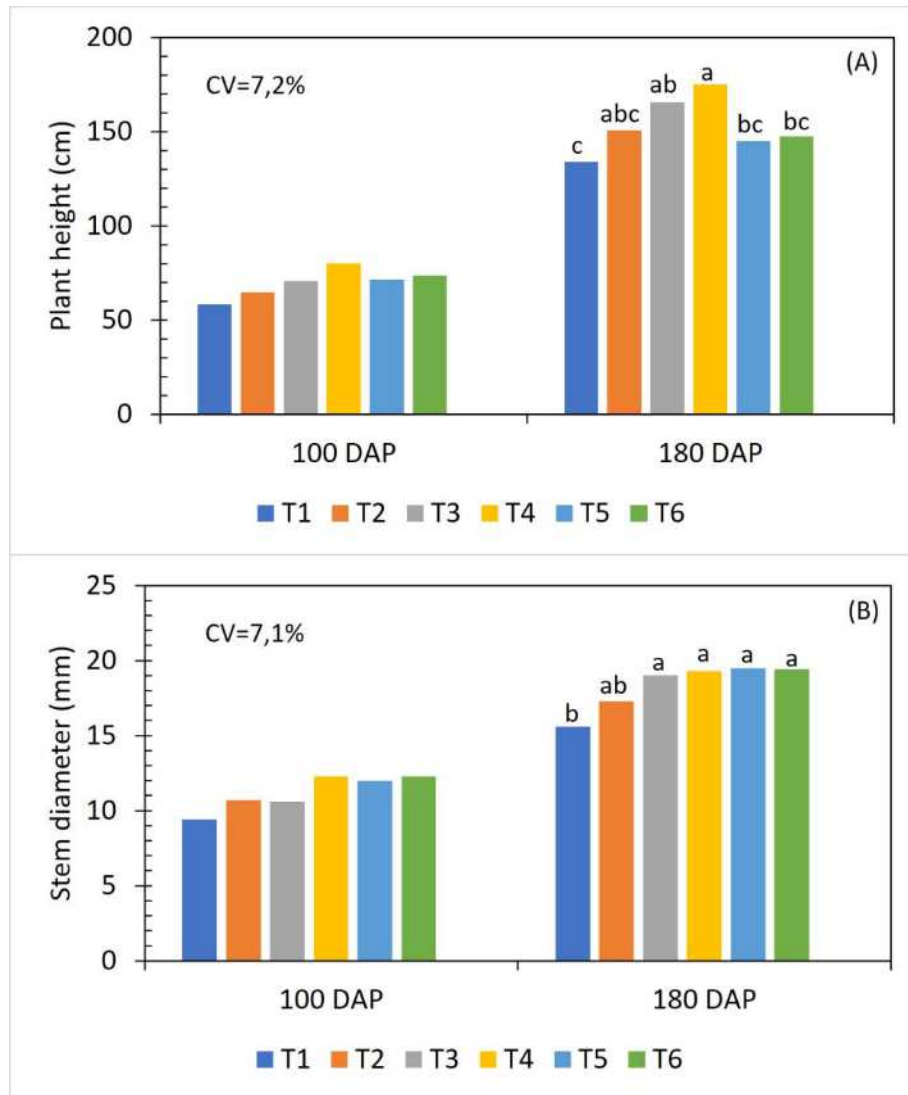 (A)
CV=7,2%
Plant height (cm)
200
150
100
50
0
c abc ab a bc bc
100 DAP 180 DAP
T1 T2 T3 T4 T5 T6
(B)
CV=7,1%
Stem diameter (mm)
25
20
15
10
5
0
b ab a a a a
100 DAP 180 DAP
T1 T2 T3 T4 T5 T6